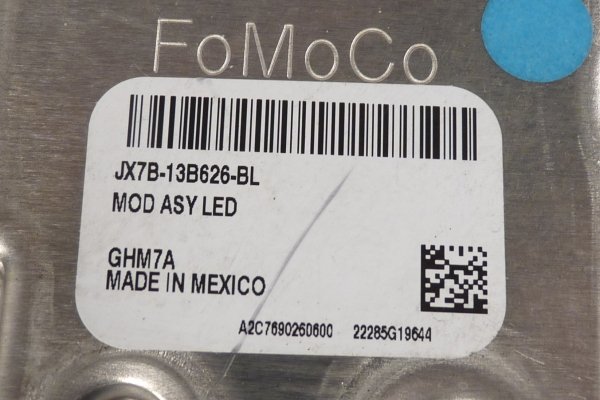 FoMoCo
JX7B-13B626-BL
MOD ASY LED
GHM7A
MADE IN MEXICO
A2C7690260600 22285G19644